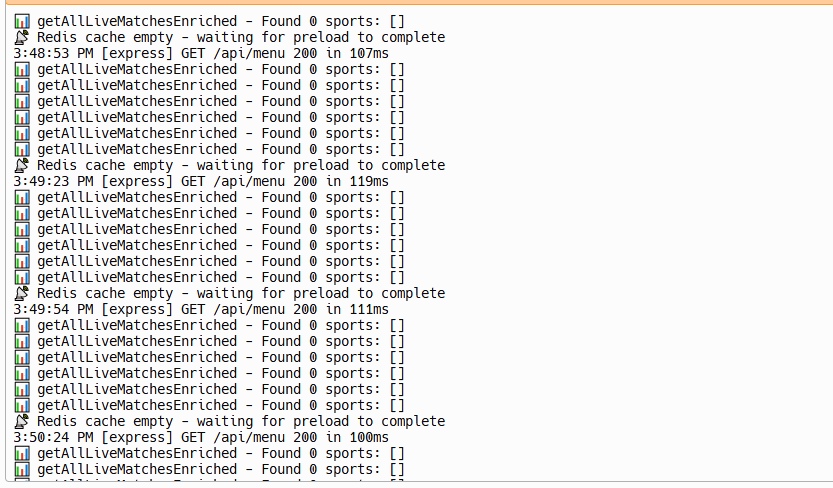 📊 getAllLiveMatchesEnriched - Found 0 sports: []
📡 Redis cache empty - waiting for preload to complete
3:48:53 PM [express] GET /api/menu 200 in 107ms
📊 getAllLiveMatchesEnriched - Found 0 sports: []
📊 getAllLiveMatchesEnriched - Found 0 sports: []
📊 getAllLiveMatchesEnriched - Found 0 sports: []
📊 getAllLiveMatchesEnriched - Found 0 sports: []
📊 getAllLiveMatchesEnriched - Found 0 sports: []
📊 getAllLiveMatchesEnriched - Found 0 sports: []
📡 Redis cache empty - waiting for preload to complete
3:49:23 PM [express] GET /api/menu 200 in 119ms
📊 getAllLiveMatchesEnriched - Found 0 sports: []
📊 getAllLiveMatchesEnriched - Found 0 sports: []
📊 getAllLiveMatchesEnriched - Found 0 sports: []
📊 getAllLiveMatchesEnriched - Found 0 sports: []
📊 getAllLiveMatchesEnriched - Found 0 sports: []
📊 getAllLiveMatchesEnriched - Found 0 sports: []
📡 Redis cache empty - waiting for preload to complete
3:49:54 PM [express] GET /api/menu 200 in 111ms
📊 getAllLiveMatchesEnriched - Found 0 sports: []
📊 getAllLiveMatchesEnriched - Found 0 sports: []
📊 getAllLiveMatchesEnriched - Found 0 sports: []
📊 getAllLiveMatchesEnriched - Found 0 sports: []
📊 getAllLiveMatchesEnriched - Found 0 sports: []
📊 getAllLiveMatchesEnriched - Found 0 sports: []
📡 Redis cache empty - waiting for preload to complete
3:50:24 PM [express] GET /api/menu 200 in 100ms
📊 getAllLiveMatchesEnriched - Found 0 sports: []
📊 getAllLiveMatchesEnriched - Found 0 sports: []